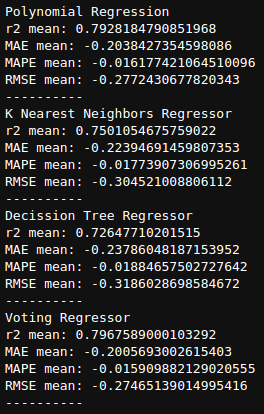 Polynomial Regression
r2 mean: 0.7928184790851968
MAE mean: -0.2038427354598086
MAPE mean: -0.016177421064510096
RMSE mean: -0.2772430677820343
----------
K Nearest Neighbors Regressor
r2 mean: 0.7501054675759022
MAE mean: -0.22394691459807353
MAPE mean: -0.01773907306995261
RMSE mean: -0.304521008806112
----------
Decission Tree Regressor
r2 mean: 0.72647710201515
MAE mean: -0.23786048187153952
MAPE mean: -0.01884657502727642
RMSE mean: -0.3186028698584672
----------
Voting Regressor
r2 mean: 0.7967589000103292
MAE mean: -0.2005693002615403
MAPE mean: -0.015909882129020555
RMSE mean: -0.27465139014995416
----------